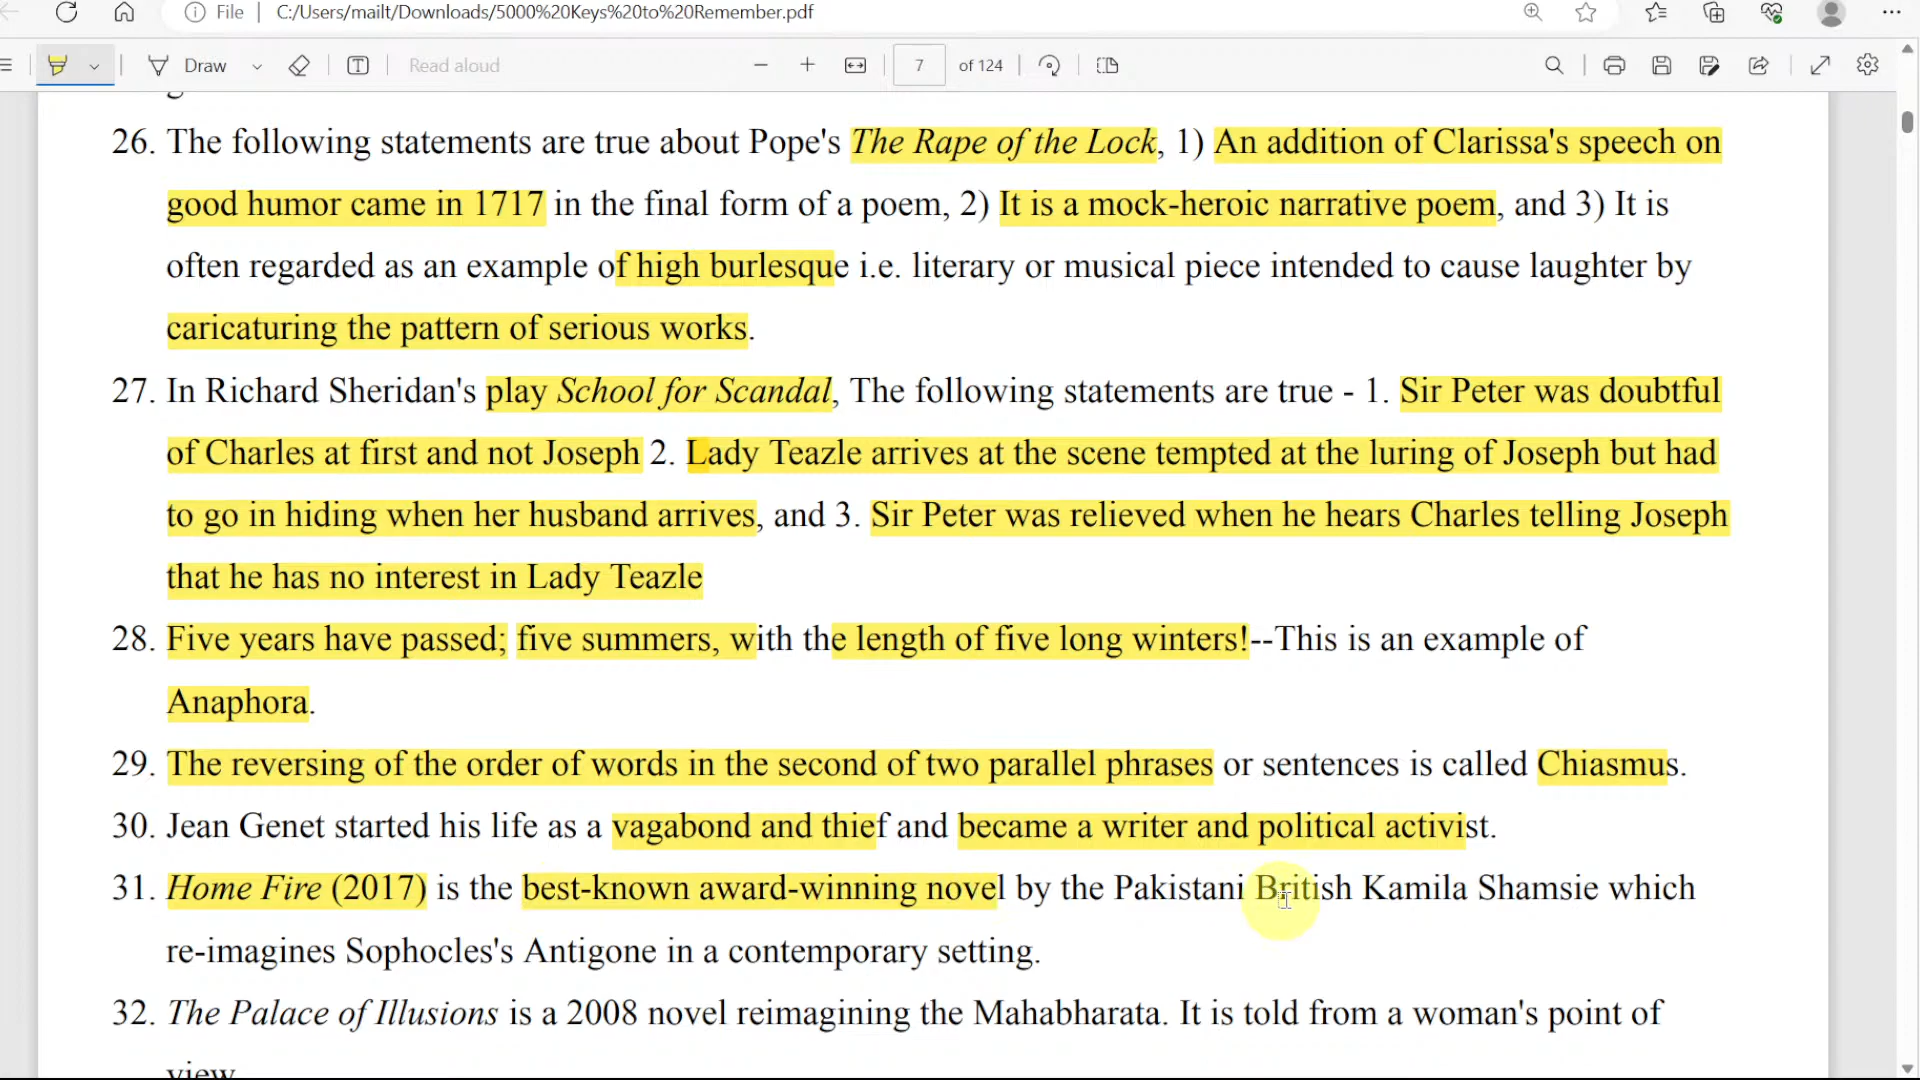 File C:/Users/mailt/Downloads/5000%20Keys%20to%20Remember.pdf
Draw Read aloud 7 of 124
26. The following statements are true about Pope's The Rape of the Lock, 1) An addition of Clarissa's speech on
good humor came in 1717 in the final form of a poem, 2) It is a mock-heroic narrative poem, and 3) It is
often regarded as an example of high burlesque i.e. literary or musical piece intended to cause laughter by
caricaturing the pattern of serious works.
27. In Richard Sheridan's play School for Scandal, The following statements are true - 1. Sir Peter was doubtful
of Charles at first and not Joseph 2. Lady Teazle arrives at the scene tempted at the luring of Joseph but had
to go in hiding when her husband arrives, and 3. Sir Peter was relieved when he hears Charles telling Joseph
that he has no interest in Lady Teazle
28. Five years have passed; five summers, with the length of five long winters!--This is an example of
Anaphora.
29. The reversing of the order of words in the second of two parallel phrases or sentences is called Chiasmus.
30. Jean Genet started his life as a vagabond and thief and became a writer and political activist.
31. Home Fire (2017) is the best-known award-winning novel by the Pakistani British Kamila Shamsie which
re-imagines Sophocles's Antigone in a contemporary setting.
32. The Palace of Illusions is a 2008 novel reimagining the Mahabharata. It is told from a woman's point of
view